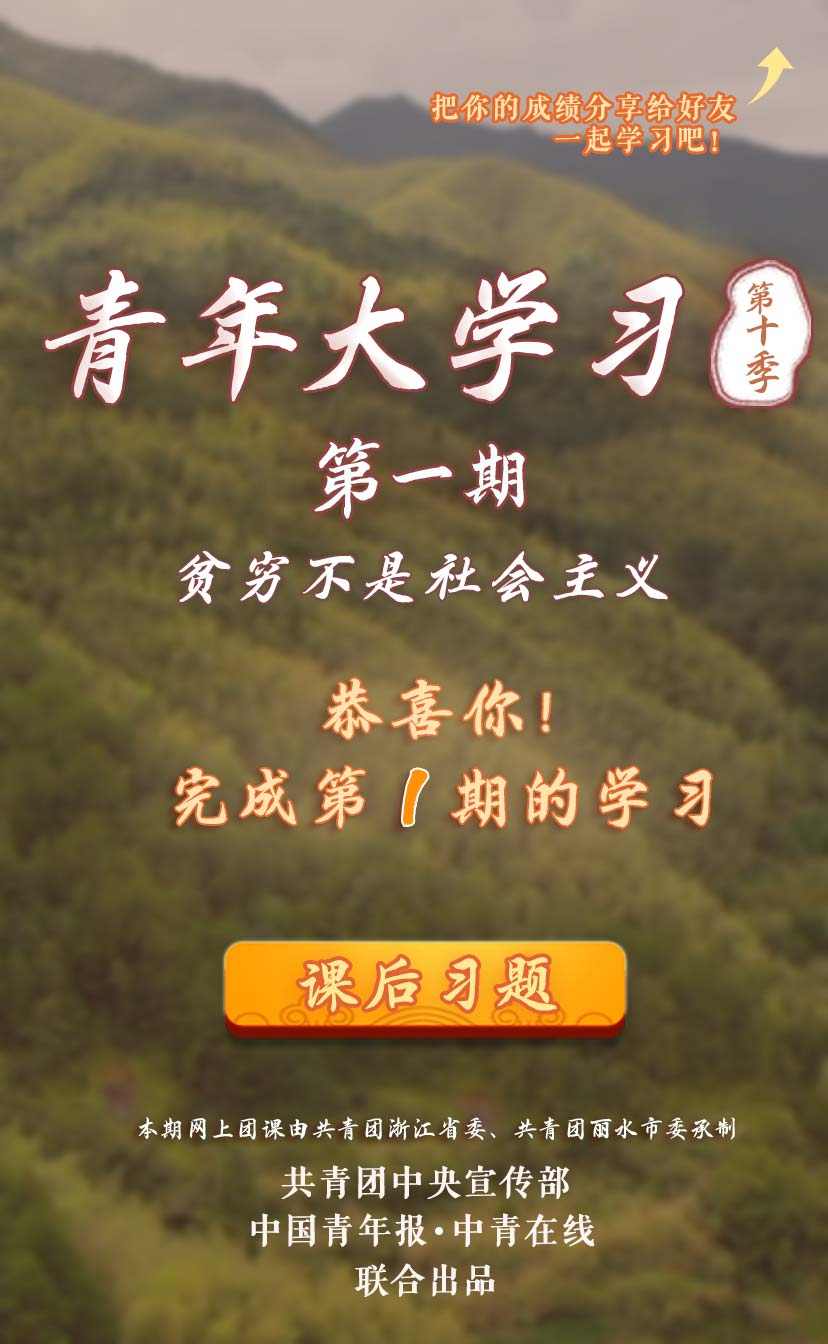 把你的成绩分享给好友
一起学习吧！
青年大学习
第十季
第一期
贫穷不是社会主义
恭喜你！
完成第1期的学习
课后习题
本期网上团课由共青团浙江省委、共青团丽水市委承制
共青团中央宣传部
中国青年报·中青在线
联合出品